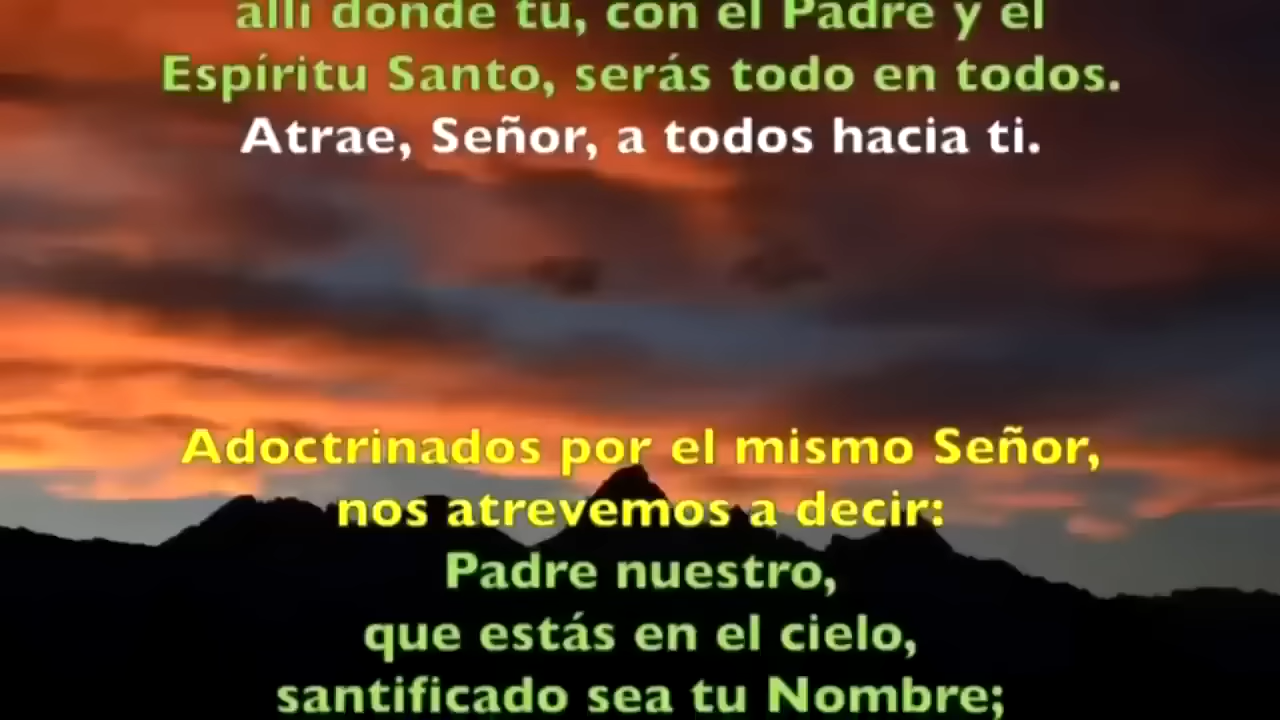 allí donde tú, con el Padre y el
Espíritu Santo, serás todo en todos.
Atrae, Señor, a todos hacia ti.
Adoctrinados por el mismo Señor,
nos atrevemos a decir:
Padre nuestro,
que estás en el cielo,
santificado sea tu Nombre;